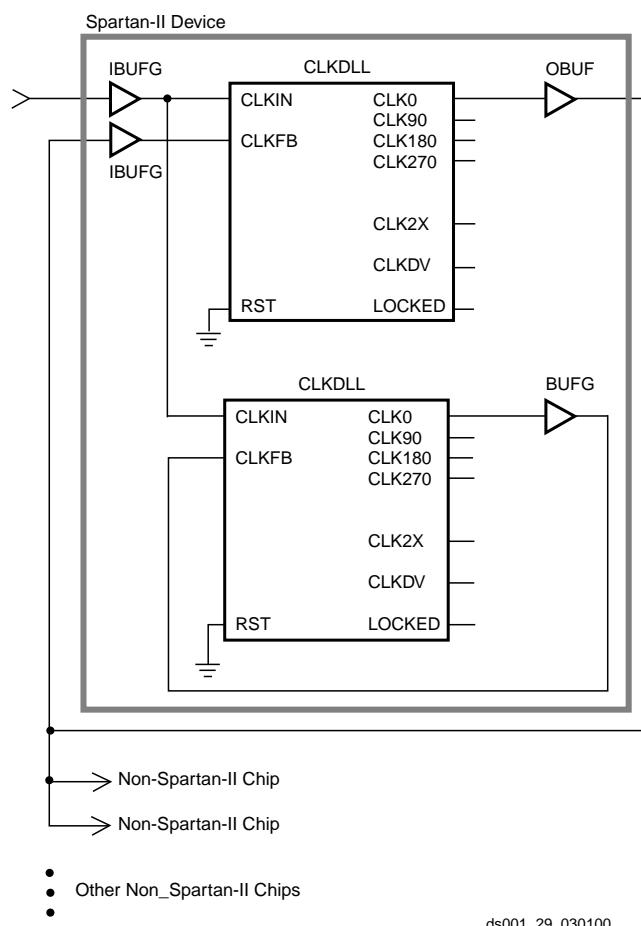 Spartan-II Device
IBUFG
CLKDLL
OBUF
CLKIN
CLK0
CLK90
CLKFB
CLK180
IBUFG
CLK270
CLK2X
CLKDV
RST
LOCKED
CLKDLL
BUFG
CLKIN
CLK0
CLK90
CLKFB
CLK180
CLK270
CLK2X
CLKDV
RST
LOCKED
Non-Spartan-II Chip
Non-Spartan-II Chip
Other Non_Spartan-II Chips
ds001_29_030100